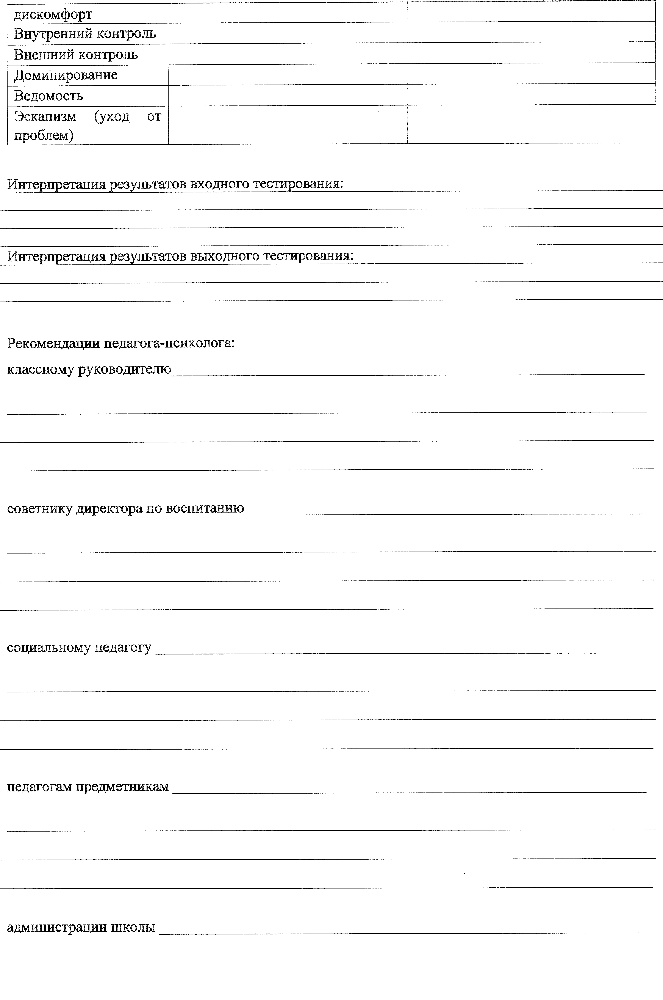 дискомфорт
Внутренний контроль
Внешний контроль
Доминирование
Ведомость
Эскапизм (уход от
проблем)
Интерпретация результатов входного тестирования:
Интерпретация результатов выходного тестирования:
Рекомендации педагога-психолога:
классному руководителю
советнику директора по воспитанию
социальному педагогу
педагогам предметникам
администрации школы